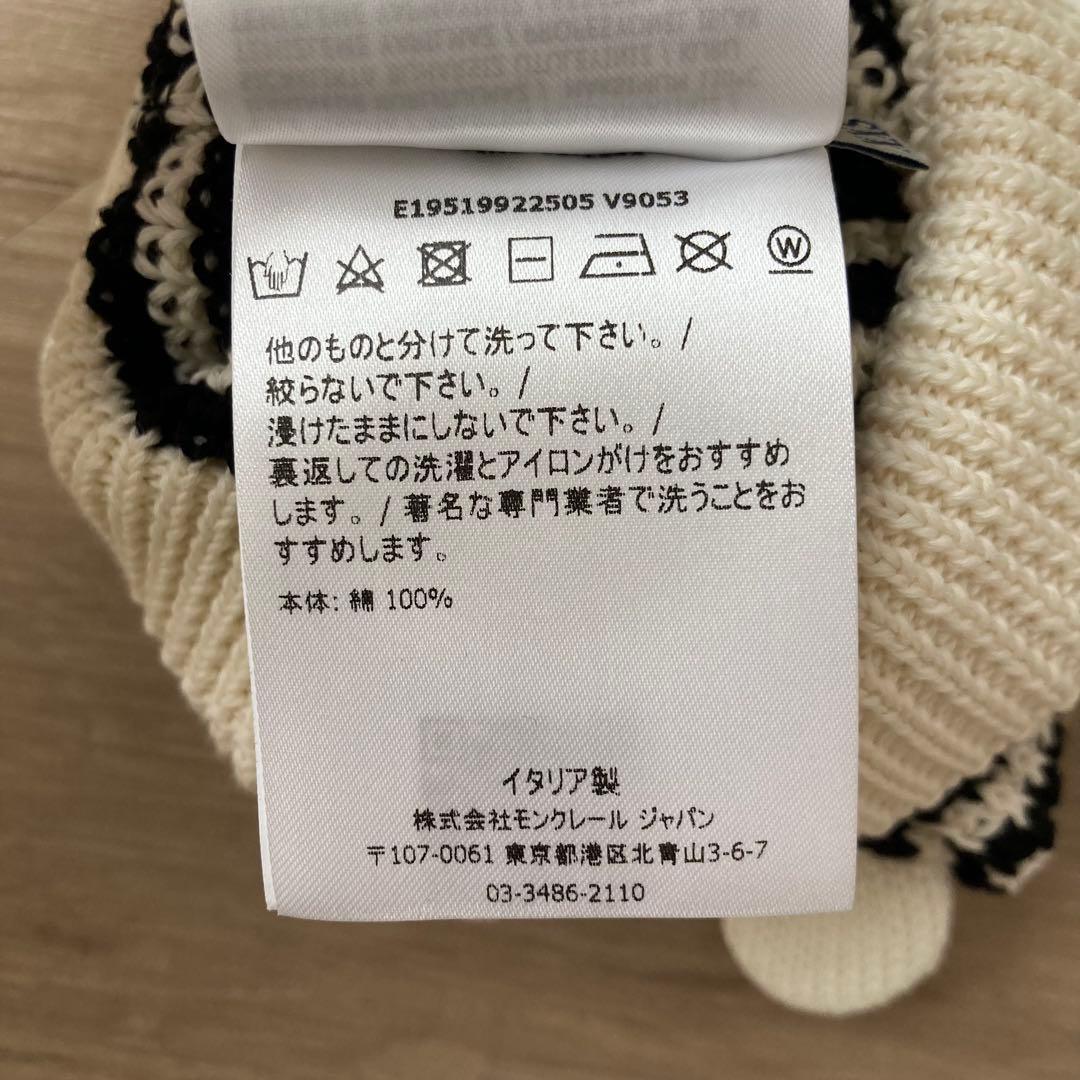 E19519922505 V9053
W
他のものと分けて洗って下さい。/
絞らないで下さい。/
浸けたままにしないで下さい。/
裏返しての洗濯とアイロンがけをおすすめ
します。/ 著名な専門業者で洗うことをお
すすめします。
本体: 綿 100%
イタリア製
株式会社モンクレール ジャパン
〒107-0061 東京都港区北青山3-6-7
03-3486-2110